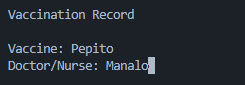 Vaccination Record
Vaccine: Pepito
Doctor/Nurse: Manalo